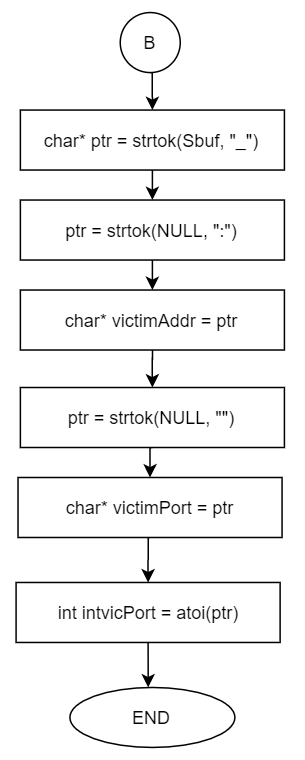 B
char* ptr = strtok(Sbuf, "_")
ptr = strtok(NULL, ":")
char* victimAddr = ptr
ptr = strtok(NULL, "")
char* victimPort = ptr
int intvicPort = atoi(ptr)
END